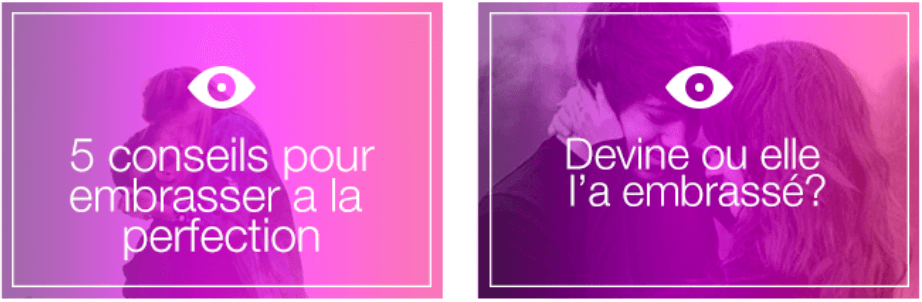 5 conseils pour
embrasser a la
perfection
Devine ou elle
l'a embrassé?